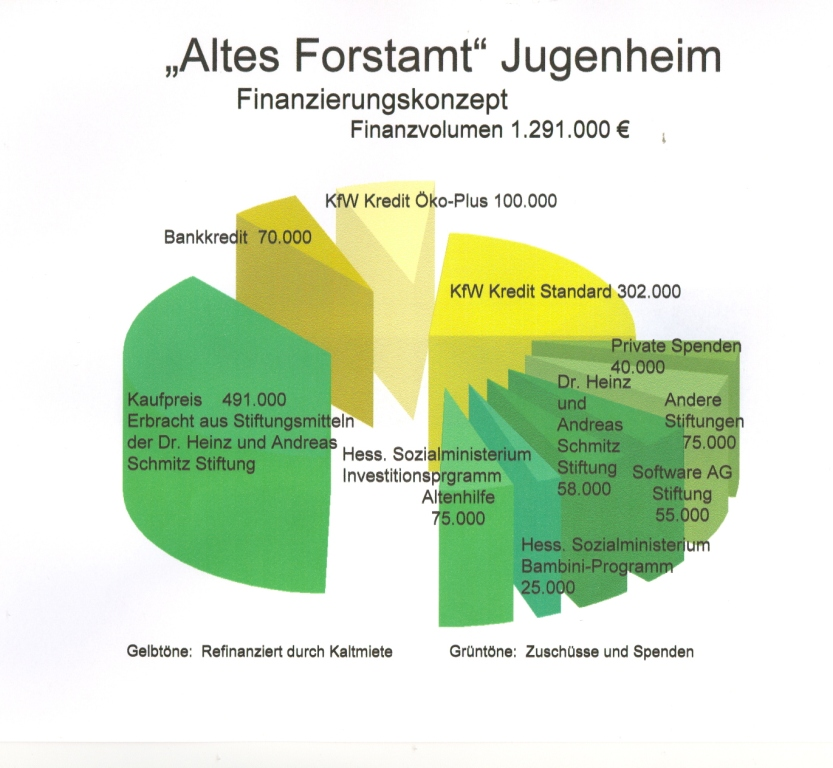 „Altes Forstamt“ Jugenheim
Finanzierungskonzept
Finanzvolumen 1.291.000 €
KfW Kredit Öko-Plus 100.000
Bankkredit 70.000
KfW Kredit Standard 302.000
Private Spenden
40.000
Dr. Heinz
und
Andreas
Schmitz
Stiftung
58.000
Andere
Stiftungen
75.000
Kaufpreis 491.000
Erbracht aus Stiftungsmitteln
der Dr. Heinz und Andreas
Schmitz Stiftung
Hess. Sozialministerium
Investitionsprgramm
Altenhilfe
75.000
Software AG
Stiftung
55.000
Hess. Sozialministerium
Bambini-Programm
25.000
Gelbtöne: Refinanziert durch Kaltmiete
Grüntöne: Zuschüsse und Spenden